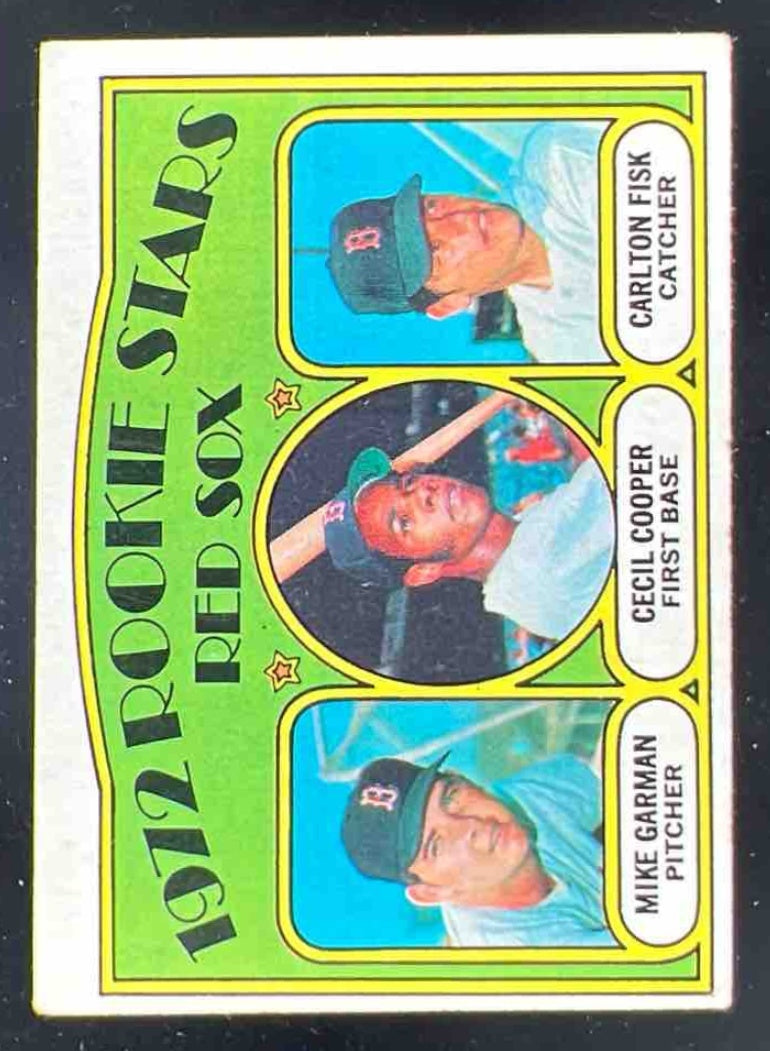 1972 ROOKIE STARS
RED SOX
MIKE GARMAN
PITCHER
CECIL COOPER
FIRST BASE
CARLTON FISK
CATCHER
B
B
B